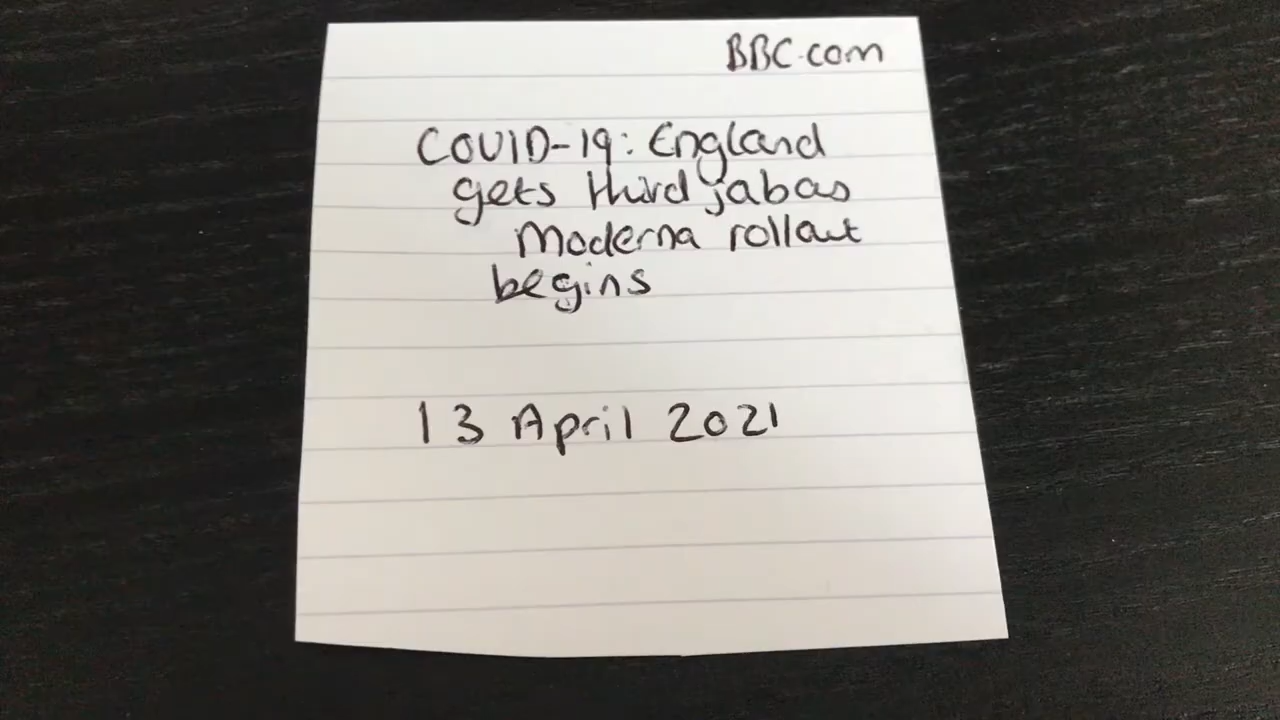 BBC.com
COVID-19: England
gets third jab as
Moderna rollout
begins
13 April 2021